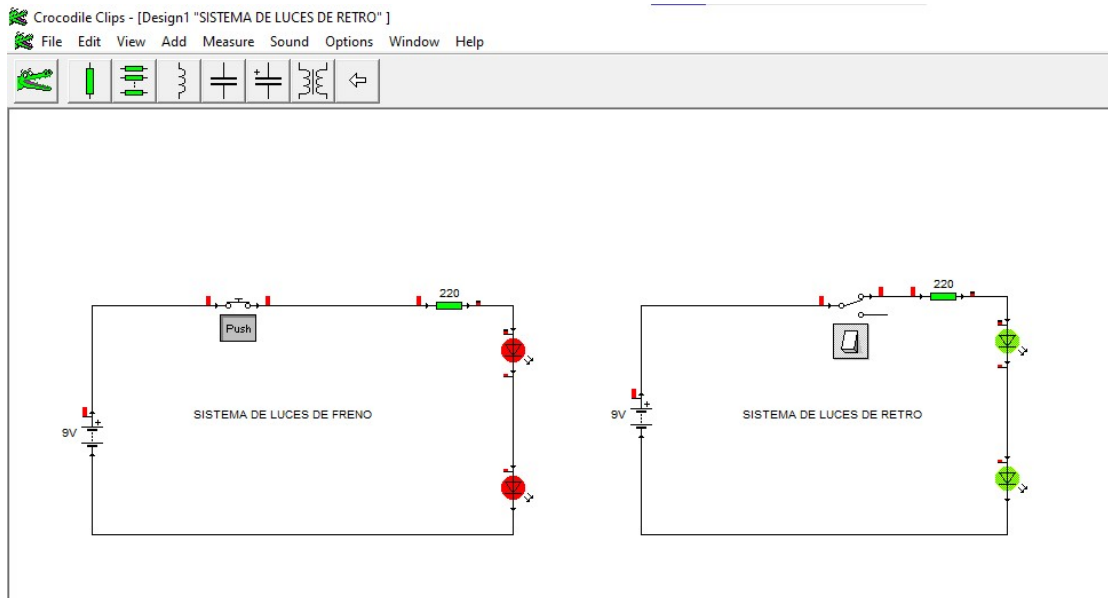 Crocodile Clips - [Design1 "SISTEMA DE LUCES DE RETRO" ]
File Edit View Add Measure Sound Options Window Help
220
Push
9V
SISTEMA DE LUCES DE FRENO
220
9V
SISTEMA DE LUCES DE RETRO